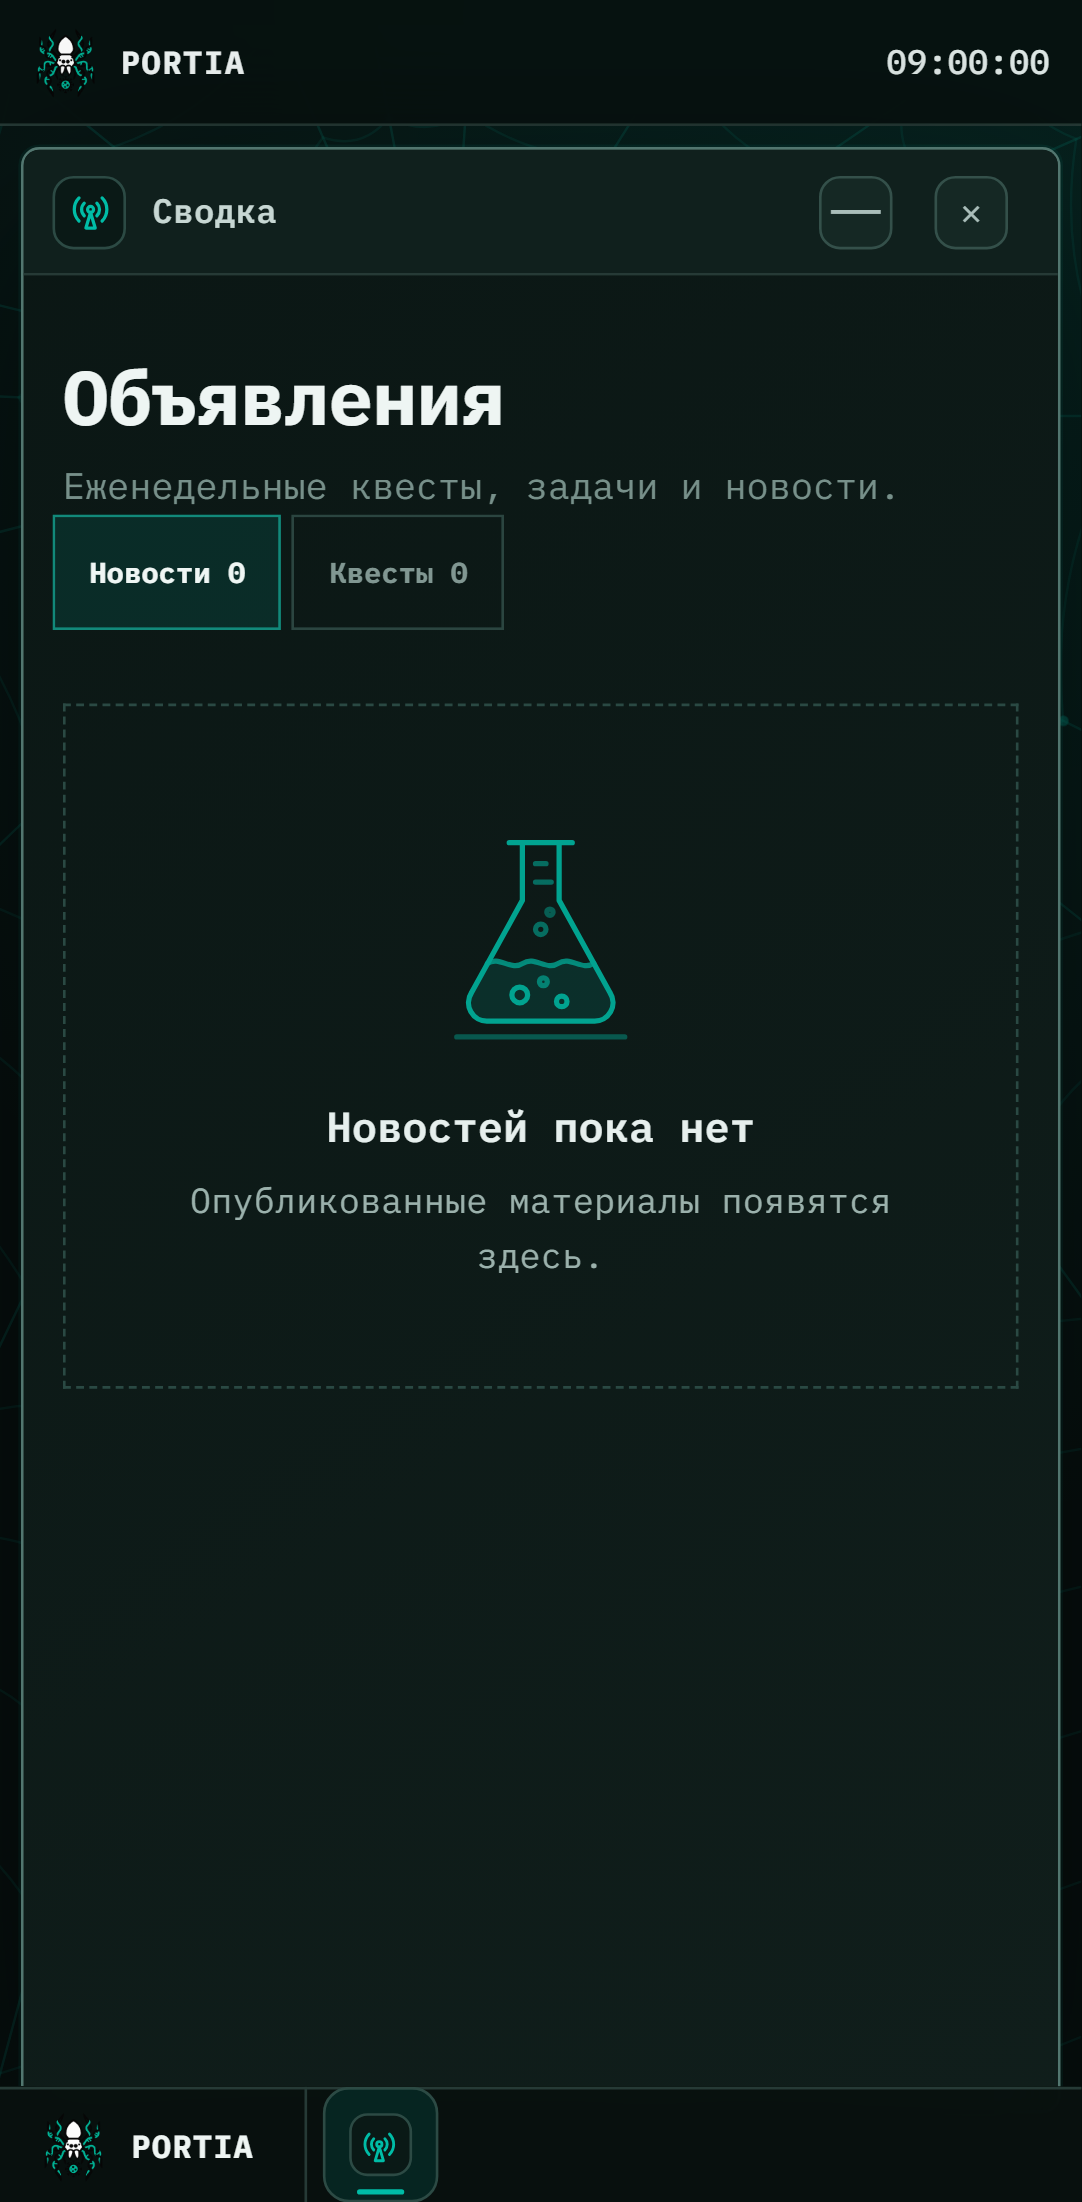 PORTIA
09:00:00
Сводка
Объявления
Еженедельные квесты, задачи и новости.
Новости 0
Квесты 0
Новостей пока нет
Опубликованные материалы появятся
здесь.
PORTIA